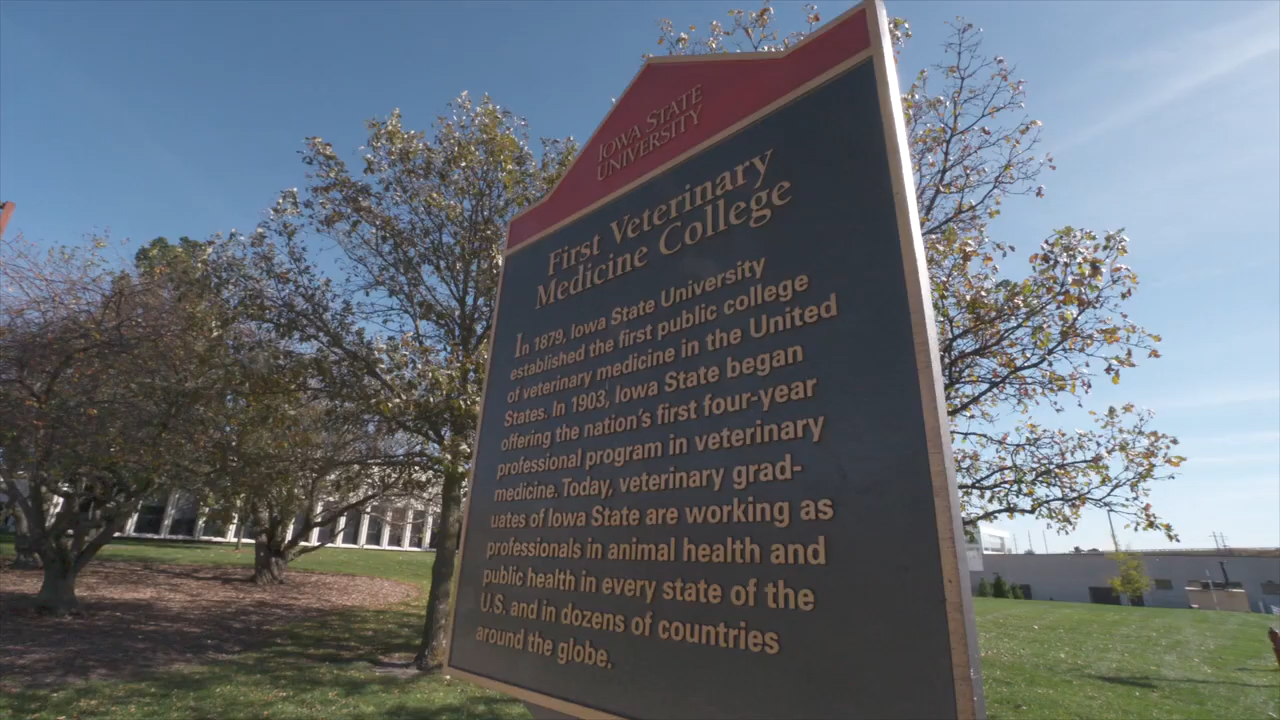 IOWA STATE
UNIVERSITY
First Veterinary
Medicine College
In 1879, Iowa State University
established the first public college
of veterinary medicine in the United
States. In 1903, Iowa State began
offering the nation's first four-year
professional program in veterinary
medicine. Today, veterinary grad-
uates of Iowa State are working as
professionals in animal health and
public health in every state of the
U.S. and in dozens of countries
around the globe.